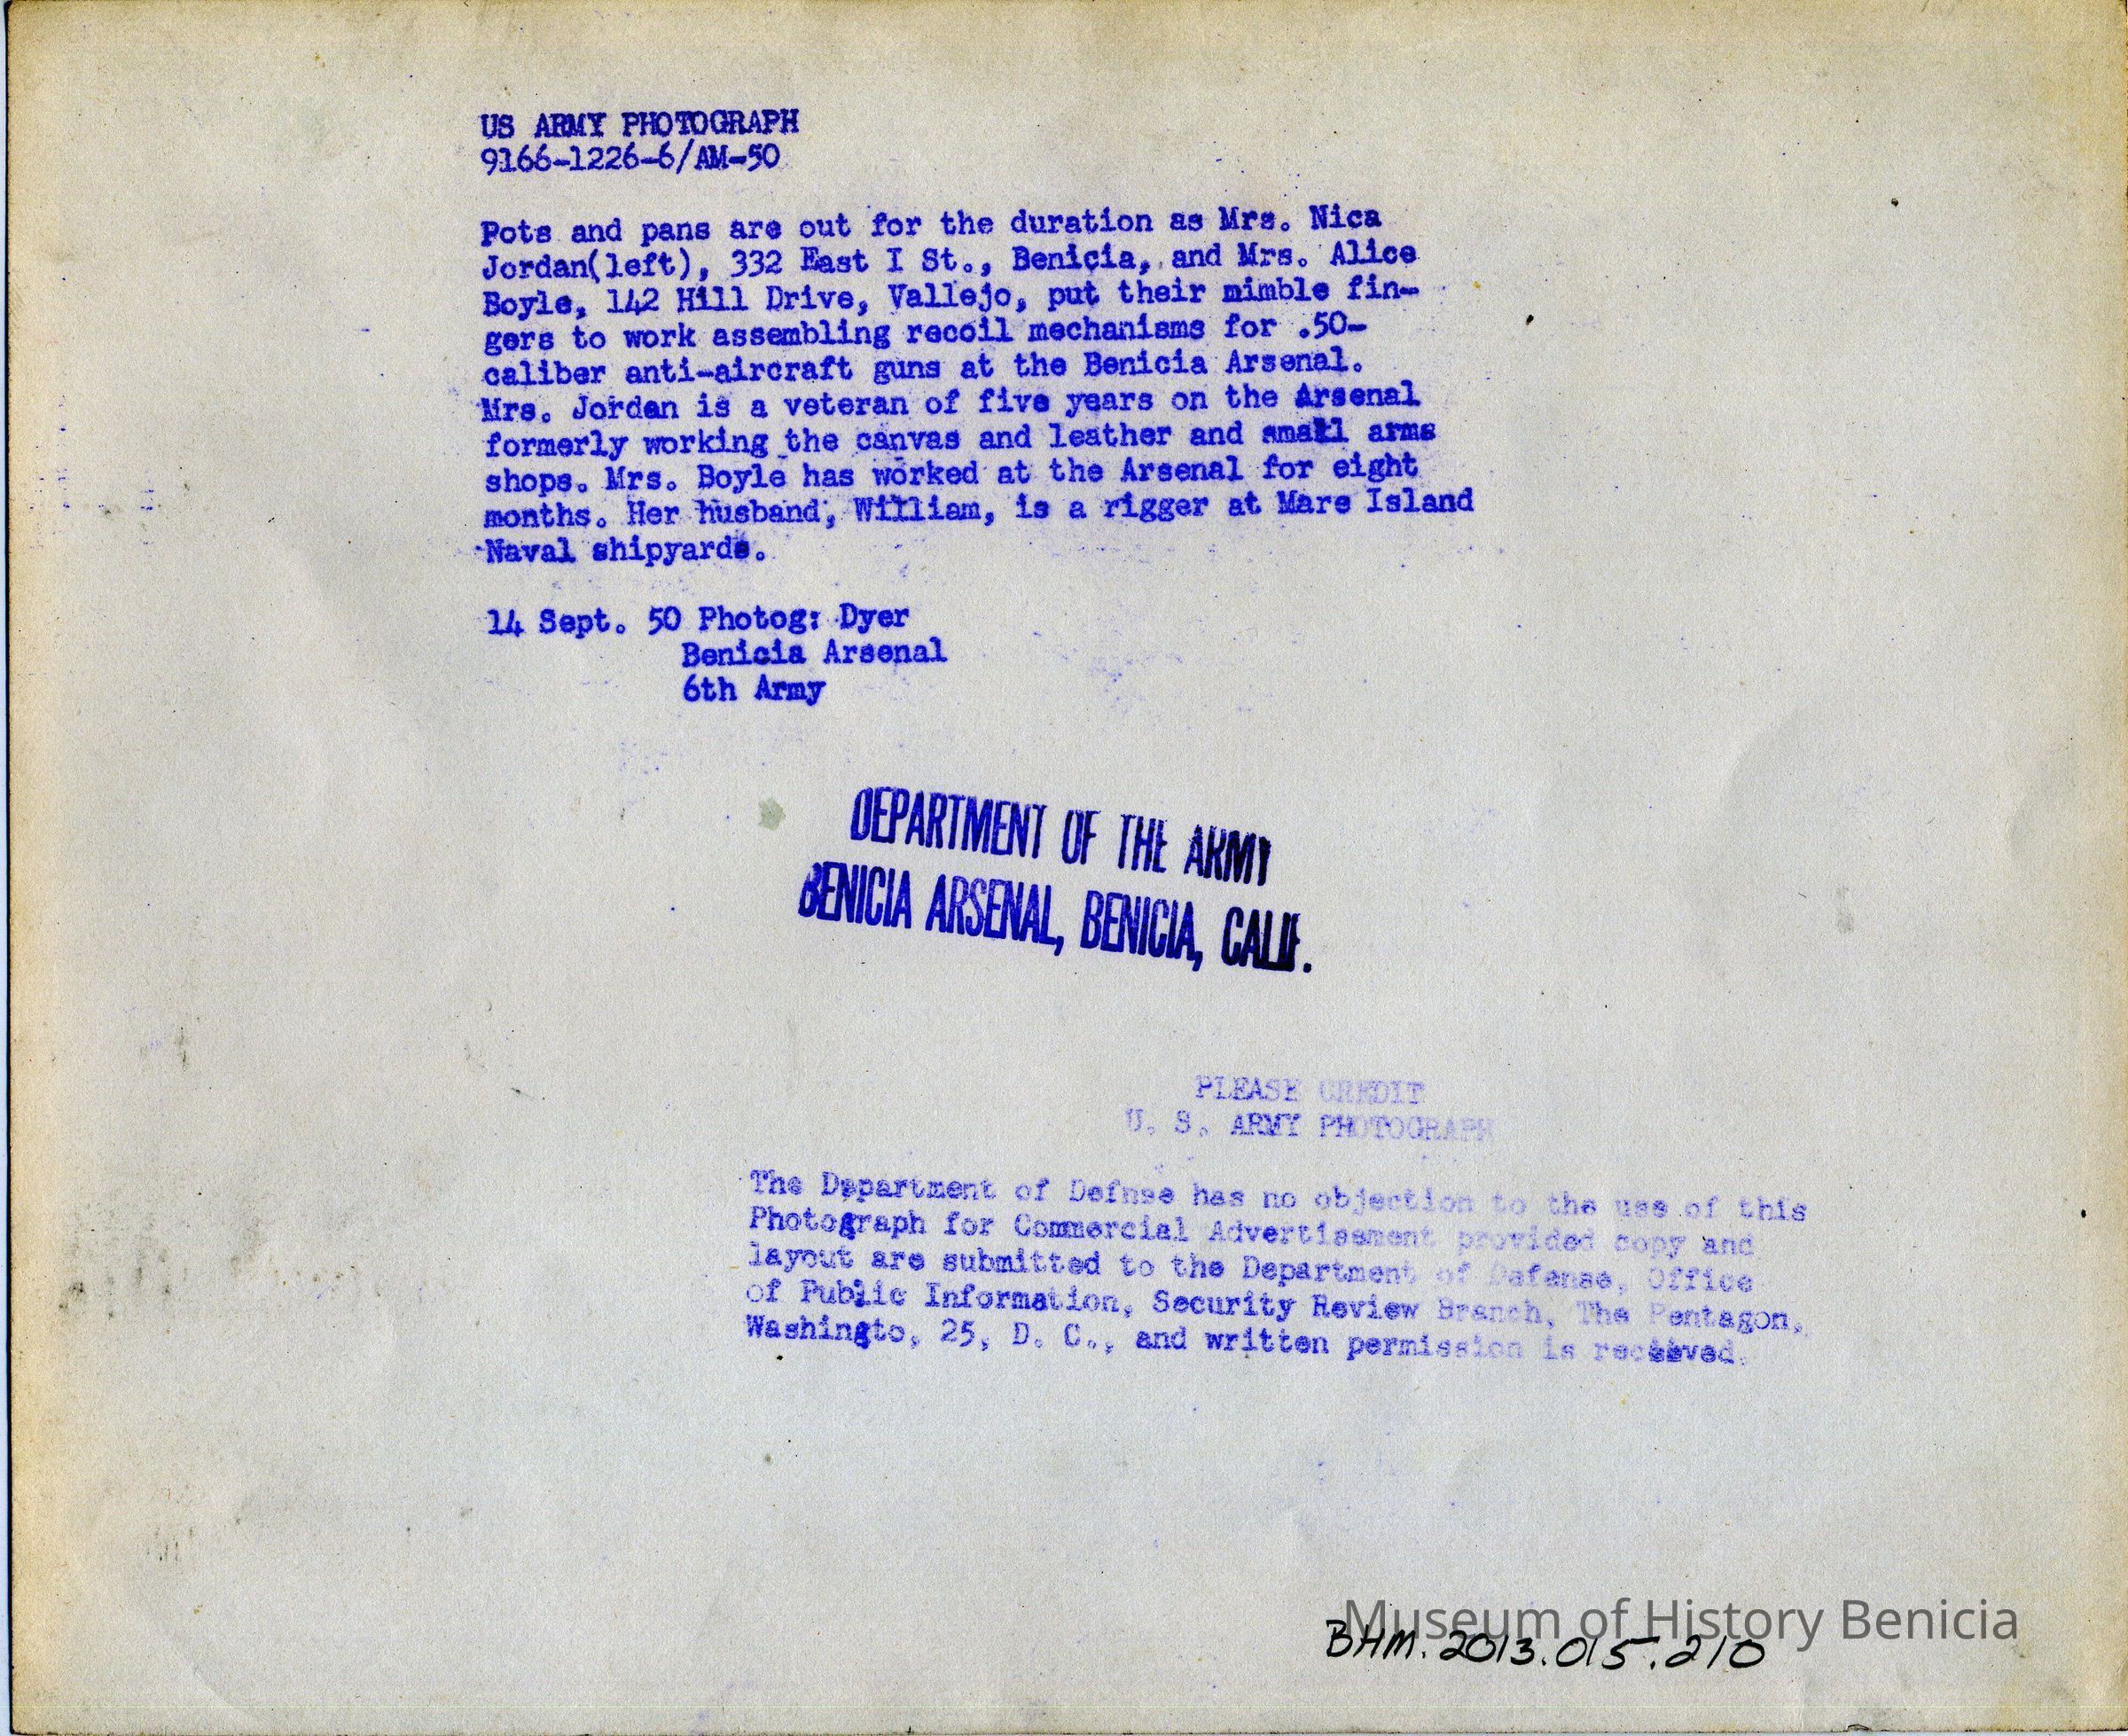 US ARMY PHOTOGRAPH
9166-1226-6/AM-50
Pots and pans are out for the duration as Mrs. Nica
Jordan(left), 332 East I St., Benicia, and Mrs. Alice
Boyle, 142 Hill Drive, Vallejo, put their nimble fin-
gers to work assembling recoil mechanisms for .50-
caliber anti-aircraft guns at the Benicia Arsenal.
Mrs. Jordan is a veteran of five years on the Arsenal
formerly working the canvas and leather and small arms
shops. Mrs. Boyle has worked at the Arsenal for eight
months. Her husband, William, is a rigger at Mare Island
Naval shipyards.
14 Sept. 50 Photog: Dyer
Benicia Arsenal
6th Army
DEPARTMENT OF THE ARMY
BENICIA ARSENAL, BENICIA, CALIF.
PLEASE CREDIT
U. S. ARMY PHOTOGRAPH
The Department of Defnse has no objection to the use of this
Photograph for Commercial Advertisement provided copy and
layout are submitted to the Department of Defense, Office
of Public Information, Security Review Branch, The Pentagon,
Washingto, 25, D. C., and written permission is received.
Museum of History Benicia
BHM.2013.015.210